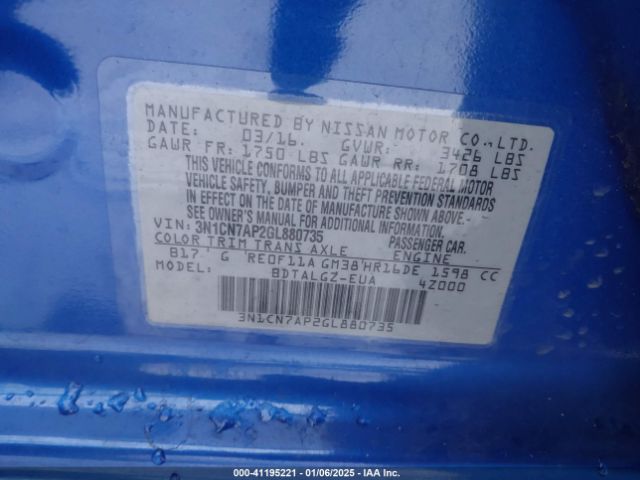 MANUFACTURED BY NISSAN MOTOR CO., LTD.
DATE: 03/16. GVWR: 3426 LBS
GAWR FR: 1750 LBS GAWR RR: 1708 LBS
THIS VEHICLE CONFORMS TO ALL APPLICABLE FEDERAL MOTOR
VEHICLE SAFETY, BUMPER AND THEFT PREVENTION STANDARDS
IN EFFECT ON THE DATE OF MANUFACTURE SHOWN ABOVE.
SEE OWNER'S MANUAL FOR ADDITIONAL INFORMATION.
VIN: 3N1CN7AP2GL880735 PASSENGER CAR.
COLOR TRIM TRANS AXLE ENGINE
B17 G RE0F11A GM38 HR16DE 1598 CC
MODEL: BDTALGZ-EUA 4Z000
3N1CN7AP2GL880735
000-41195221 - 01/06/2025 - IAA Inc.